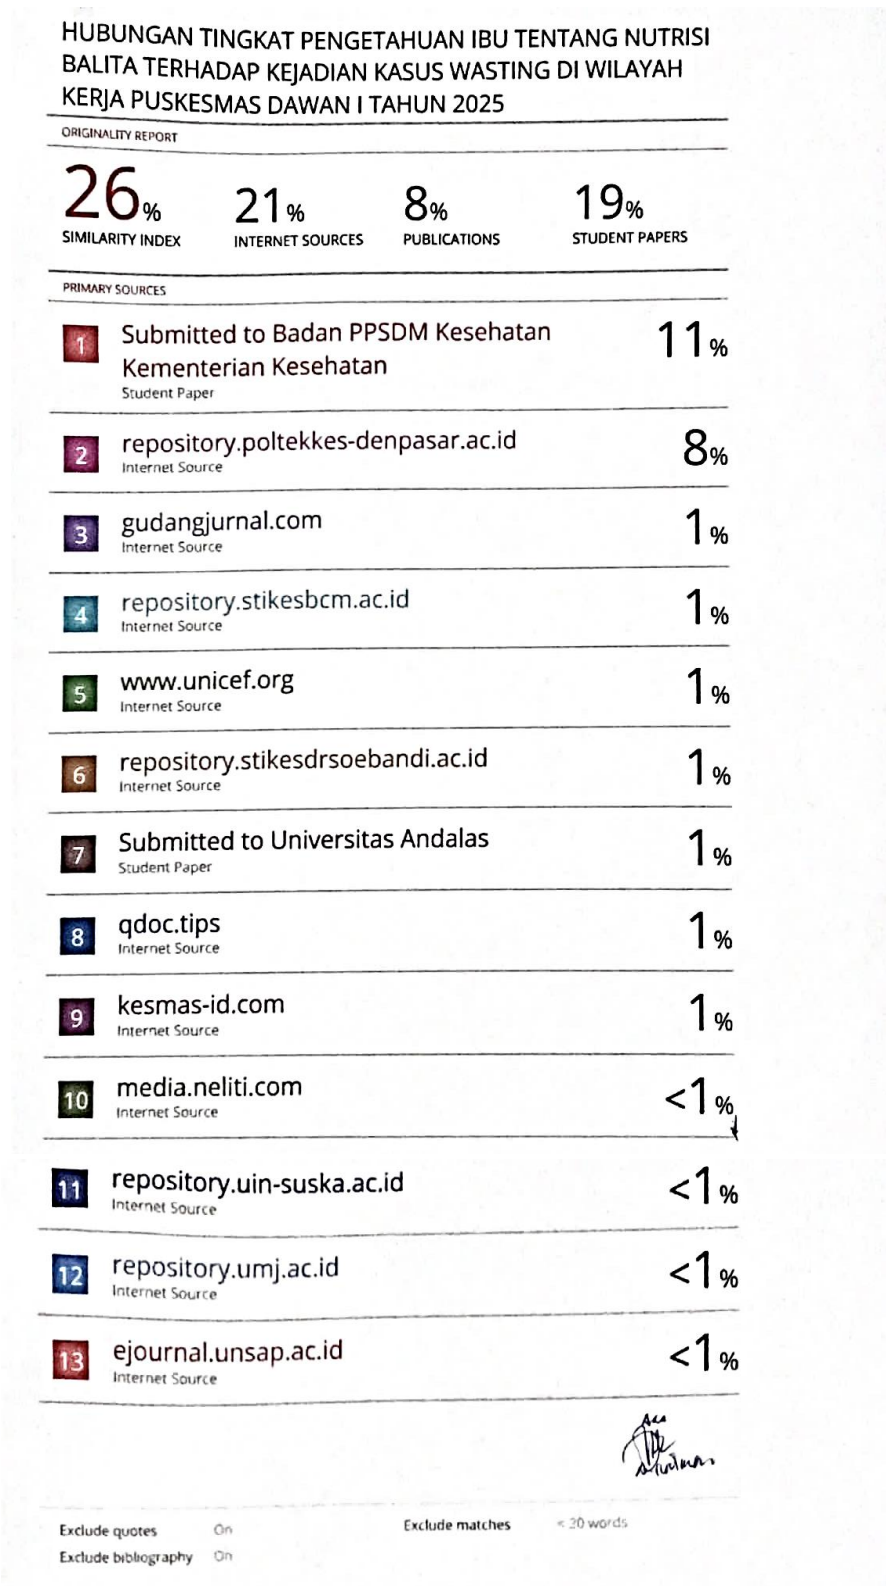 HUBUNGAN TINGKAT PENGETAHUAN IBU TENTANG NUTRISI
BALITA TERHADAP KEJADIAN KASUS WASTING DI WILAYAH
KERJA PUSKESMAS DAWAN I TAHUN 2025
ORIGINALITY REPORT
26% 21% 8% 19%
SIMILARITY INDEX INTERNET SOURCES PUBLICATIONS STUDENT PAPERS
PRIMARY SOURCES
1 Submitted to Badan PPSDM Kesehatan 11%
Kementerian Kesehatan
Student Paper
2 repository.poltekkes-denpasar.ac.id 8%
Internet Source
3 gudangjurnal.com 1%
Internet Source
4 repository.stikesbcm.ac.id 1%
Internet Source
5 www.unicef.org 1%
Internet Source
6 repository.stikesdrsoebandi.ac.id 1%
Internet Source
7 Submitted to Universitas Andalas 1%
Student Paper
8 qdoc.tips 1%
Internet Source
9 kesmas-id.com 1%
Internet Source
10 media.neliti.com <1%
Internet Source
11 repository.uin-suska.ac.id <1%
Internet Source
12 repository.umj.ac.id <1%
Internet Source
13 ejournal.unsap.ac.id <1%
Internet Source
Exclude quotes On Exclude matches < 20 words
Exclude bibliography On